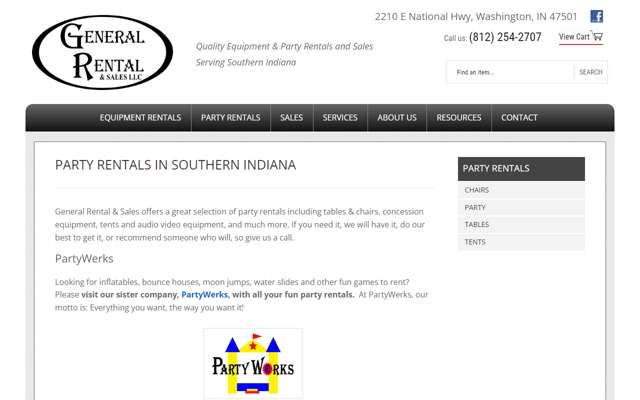 2210 E National Hwy, Washington, IN 47501
GENERAL
RENTAL
& SALES LLC
Quality Equipment & Party Rentals and Sales
Serving Southern Indiana
Call us: (812) 254-2707
View Cart
Find an item...
SEARCH
EQUIPMENT RENTALS
PARTY RENTALS
SALES
SERVICES
ABOUT US
RESOURCES
CONTACT
PARTY RENTALS IN SOUTHERN INDIANA
General Rental & Sales offers a great selection of party rentals including tables & chairs, concession
equipment, tents and audio video equipment, and much more. If you need it, we will have it, do our
best to get it, or recommend someone who will, so give us a call.
PartyWerks
Looking for inflatables, bounce houses, moon jumps, water slides and other fun games to rent?
Please visit our sister company, PartyWerks, with all your fun party rentals. At PartyWerks, our
motto is: Everything you want, the way you want it!
PARTY WERKS
PARTY RENTALS
CHAIRS
PARTY
TABLES
TENTS